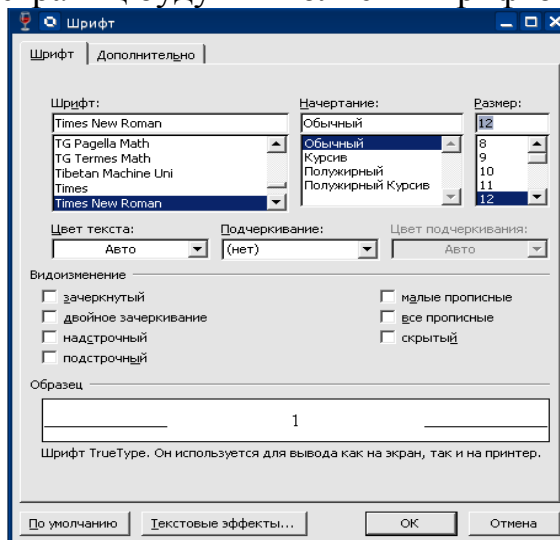 Шрифт
Шрифт Дополнительно
Шрифт: Начертание: Размер:
Times New Roman Обычный 12
TG Pagella Math Обычный 8
TG Termes Math Курсив 9
Tibetan Machine Uni Полужирный 10
Times Полужирный Курсив 11
Times New Roman 12
Цвет текста: Подчеркивание: Цвет подчеркивания:
Авто (нет) Авто
Видоизменение
зачеркнутый малые прописные
двойное зачеркивание все прописные
надстрочный скрытый
подстрочный
Образец
1
Шрифт TrueType. Он используется для вывода как на экран, так и на принтер.
По умолчанию Текстовые эффекты... ОК Отмена